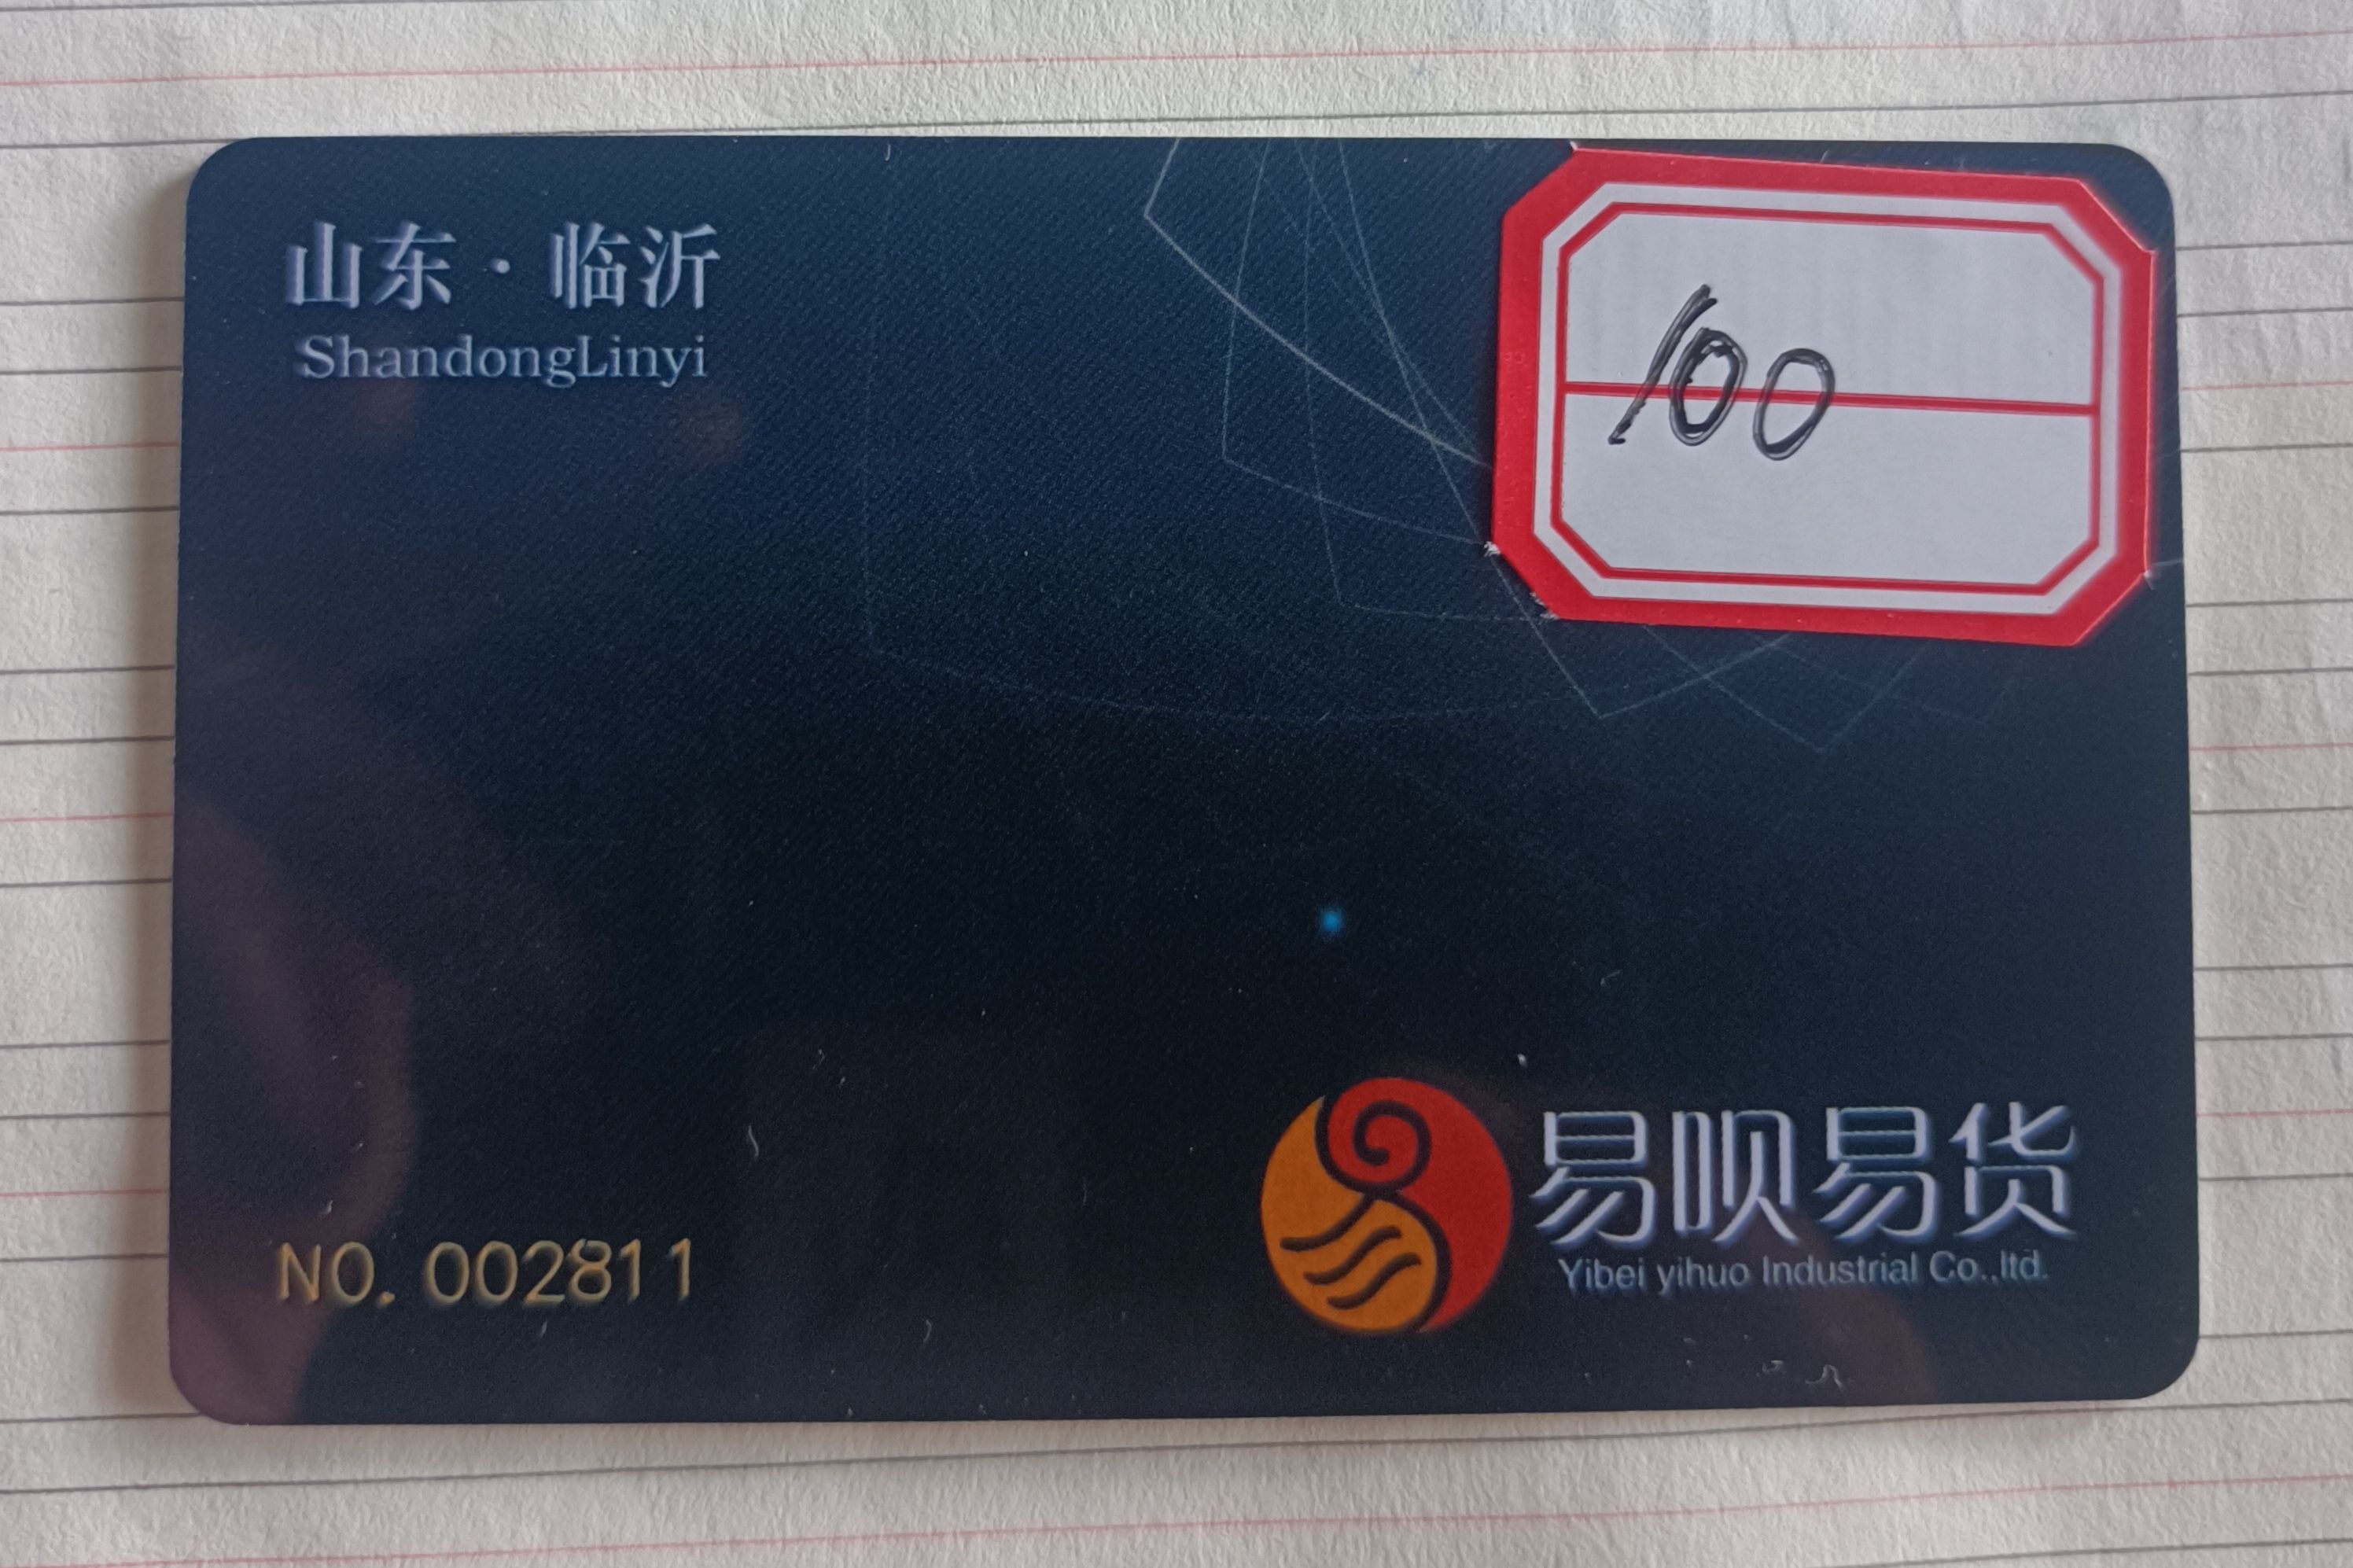 山东·临沂
ShandongLinyi
100
易呗易货
Yibei yihuo Industrial Co.,ltd.
NO.002811